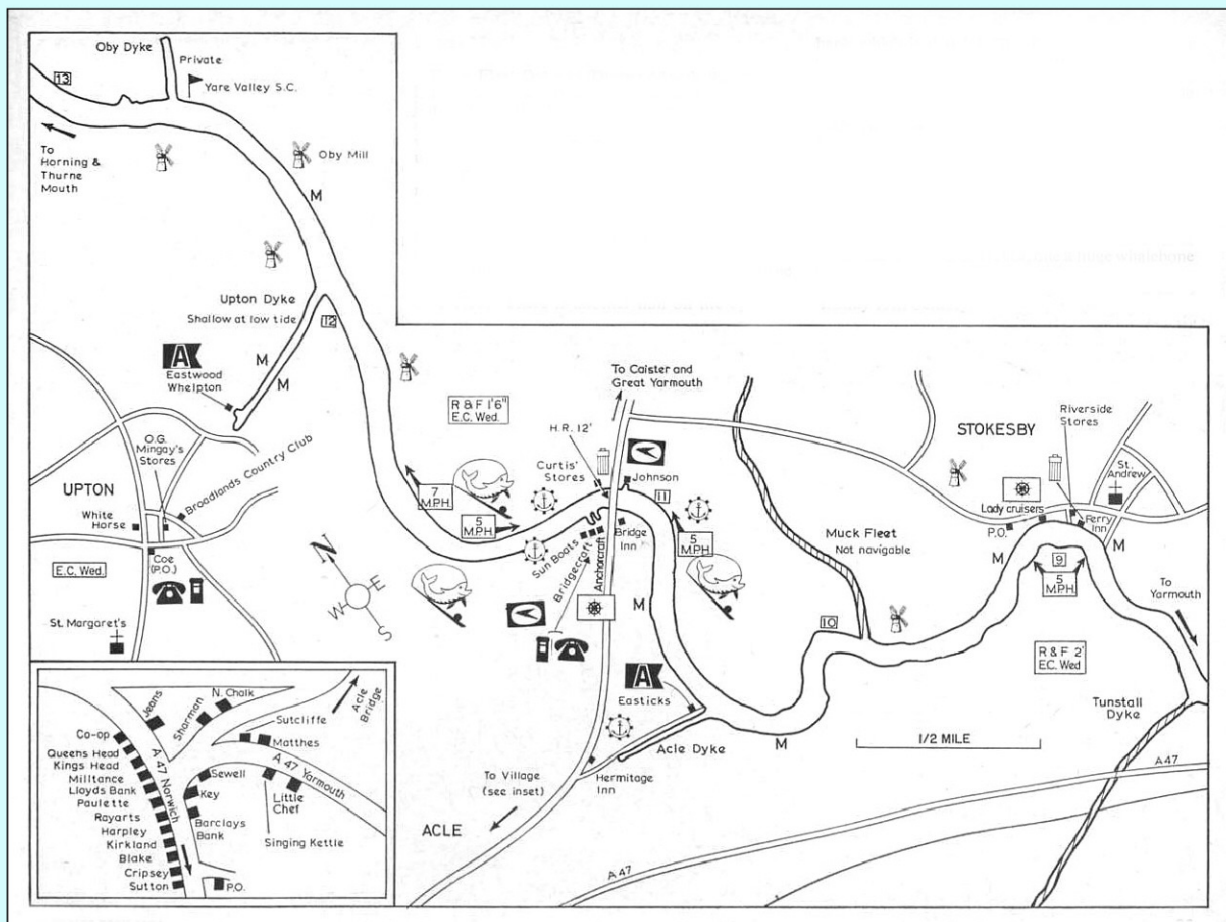 Oby Dyke
Private
13
Yare Valley S.C.
To
Horning &
Thurne
Mouth
Oby Mill
M
Upton Dyke
Shallow at low tide
12
A
Eastwood
Whelpton
M
M
O.G.
Mingay's
Stores
Broadlands Country Club
UPTON
White
Horse
Coe
(P.O.)
E.C. Wed.
St. Margaret's
N
E
W
S
R & F 1'6"
E.C. Wed.
7
M.P.H.
5
M.P.H.
To Caister and
Great Yarmouth
H.R. 12'
Curtis'
Stores
Johnson
11
Sun Boats
Bridgecraft
Anchorcraft
Bridge
Inn
5
M.P.H.
M
A
Easticks
Acle Dyke
Hermitage
Inn
To Village
(see inset)
ACLE
M
10
Muck Fleet
Not navigable
STOKESBY
Riverside
Stores
St.
Andrew
Lady cruisers
P.O.
Ferry Inn
M
M
9
5
M.P.H.
To
Yarmouth
R & F 2'
E.C. Wed
Tunstall
Dyke
1/2 MILE
A 47
A 47
Jeans
Sharman
N. Chalk
Acle
Bridge
Sutcliffe
Matthes
A 47 Yarmouth
A 47 Norwich
Co-op
Queens Head
Kings Head
Milltance
Lloyds Bank
Paulette
Rayarts
Harpley
Kirkland
Blake
Cripsey
Sutton
Sewell
Key
Barclays
Bank
Little
Chef
Singing Kettle
P.O.